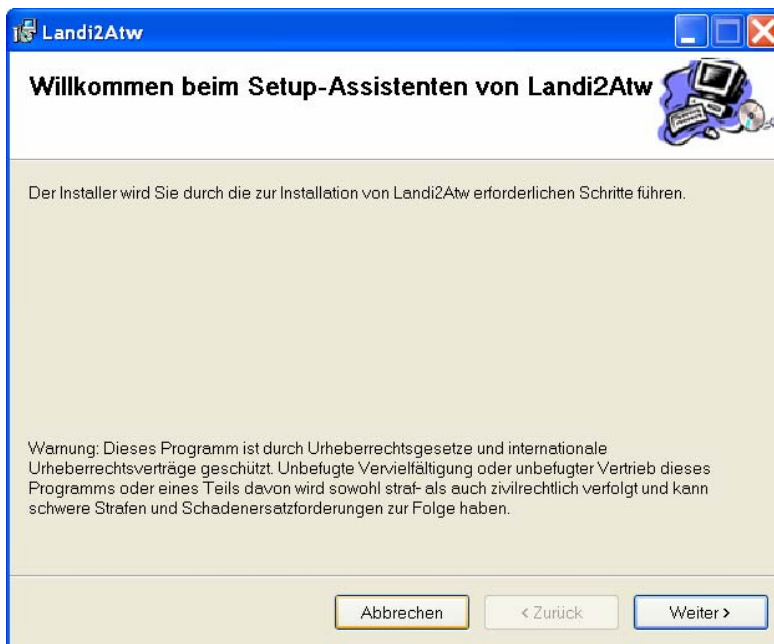 Landi2Atw
Willkommen beim Setup-Assistenten von Landi2Atw
Der Installer wird Sie durch die zur Installation von Landi2Atw erforderlichen Schritte führen.
Warnung: Dieses Programm ist durch Urheberrechtsgesetze und internationale
Urheberrechtsverträge geschützt. Unbefugte Vervielfältigung oder unbefugter Vertrieb dieses
Programms oder eines Teils davon wird sowohl straf- als auch zivilrechtlich verfolgt und kann
schwere Strafen und Schadenersatzforderungen zur Folge haben.
Abbrechen
< Zurück
Weiter >